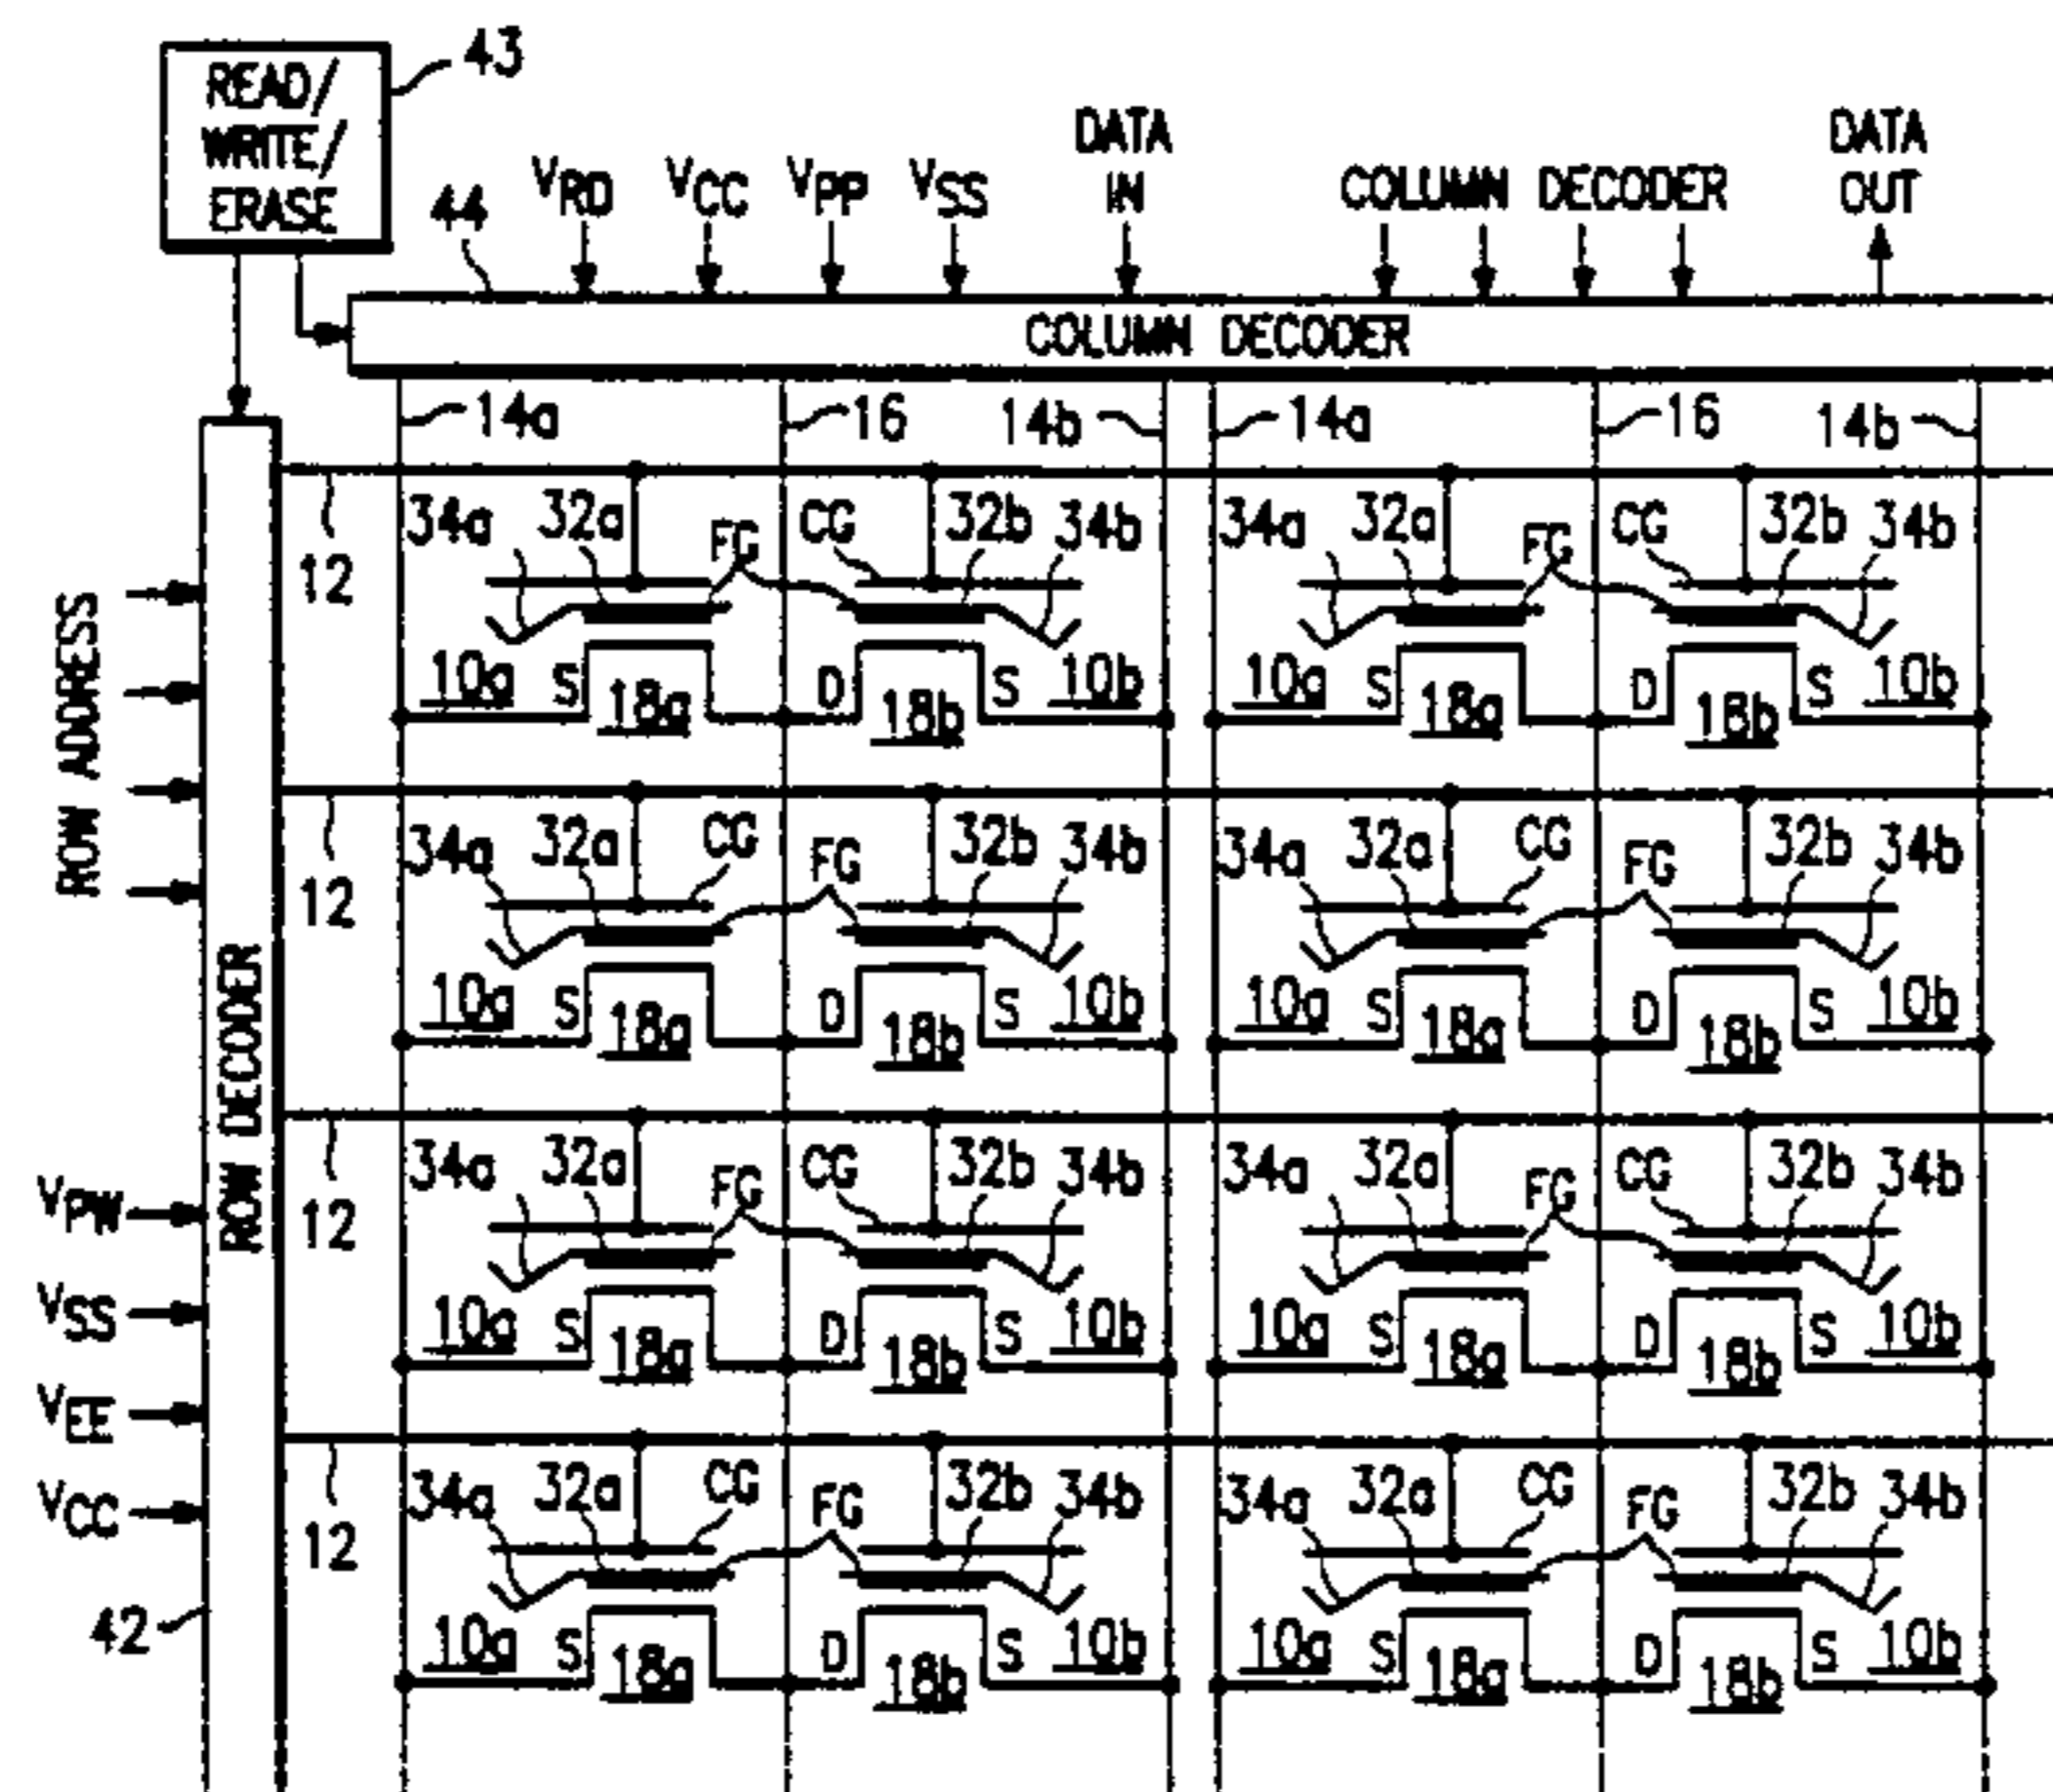 READ/
WRITE/
ERASE
43
44
VRD VCC VPP VSS
DATA
IN
COLUMN DECODER
DATA
OUT
COLUMN DECODER
14a 16 14b 14a 16 14b
12
34a 32a FG CG 32b 34b 34a 32a FG CG 32b 34b
10a S 18a D 18b S 10b 10a S 18a D 18b S 10b
12
34a 32a CG FG 32b 34b 34a 32a CG FG 32b 34b
10a S 18a D 18b S 10b 10a S 18a D 18b S 10b
12
34a 32a FG CG 32b 34b 34a 32a FG CG 32b 34b
10a S 18a D 18b S 10b 10a S 18a D 18b S 10b
12
34a 32a CG FG 32b 34b 34a 32a CG FG 32b 34b
10a S 18a D 18b S 10b 10a S 18a D 18b S 10b
ROW ADDRESS
ROW DECODER
VPW
VSS
VEE
VCC
42